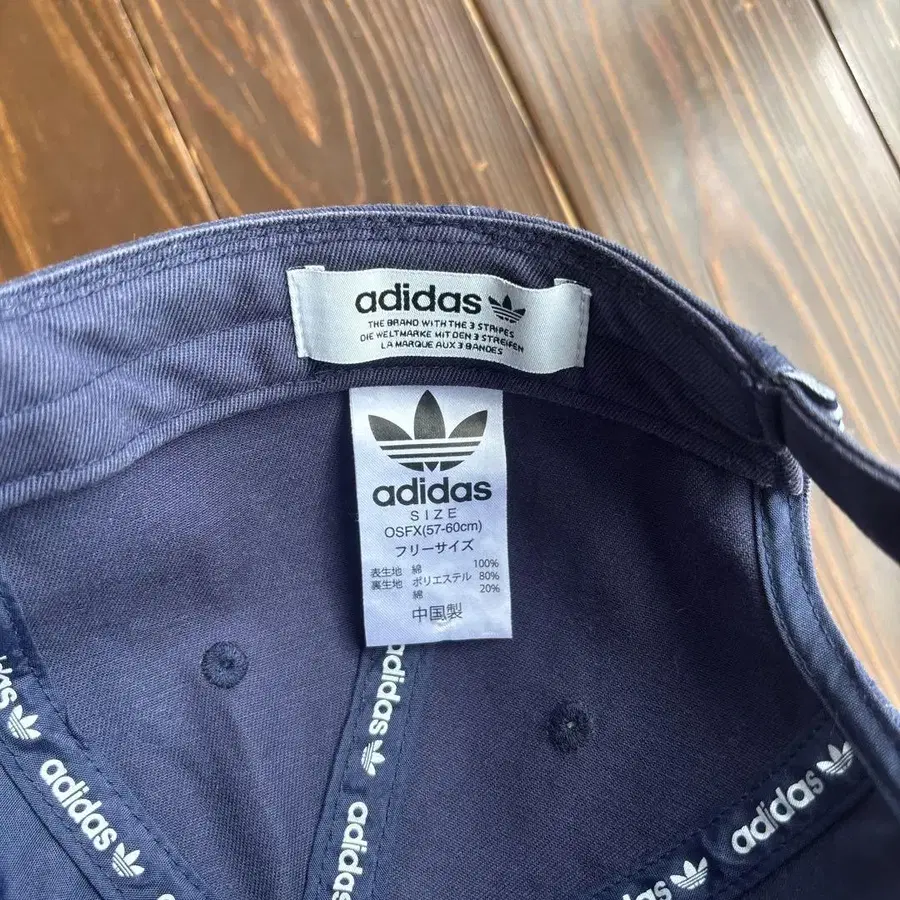 adidas
THE BRAND WITH THE 3 STRIPES
DIE WELTMARKE MIT DEN 3 STREIFEN
LA MARQUE AUX 3 BANDES
adidas
SIZE
OSFX(57-60cm)
フリーサイズ
表生地 綿 100%
裏生地 ポリエステル 80%
綿 20%
中国製
adidas
adidas
adidas
adidas
adidas